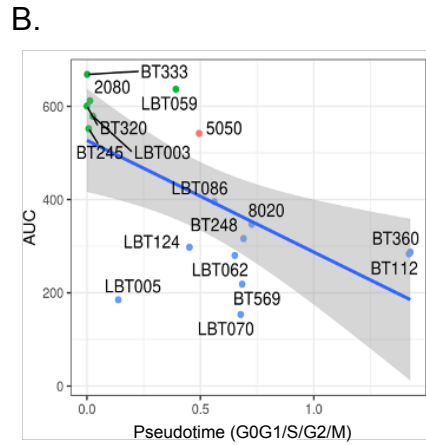 B.
BT333
2080
LBT059
600
5050
BT320
BT245
LBT003
LBT086
400
8020
BT248
AUC
LBT124
BT360
LBT062
BT112
LBT005
BT569
200
LBT070
0
0.0 0.5 1.0
Pseudotime (G0G1/S/G2/M)